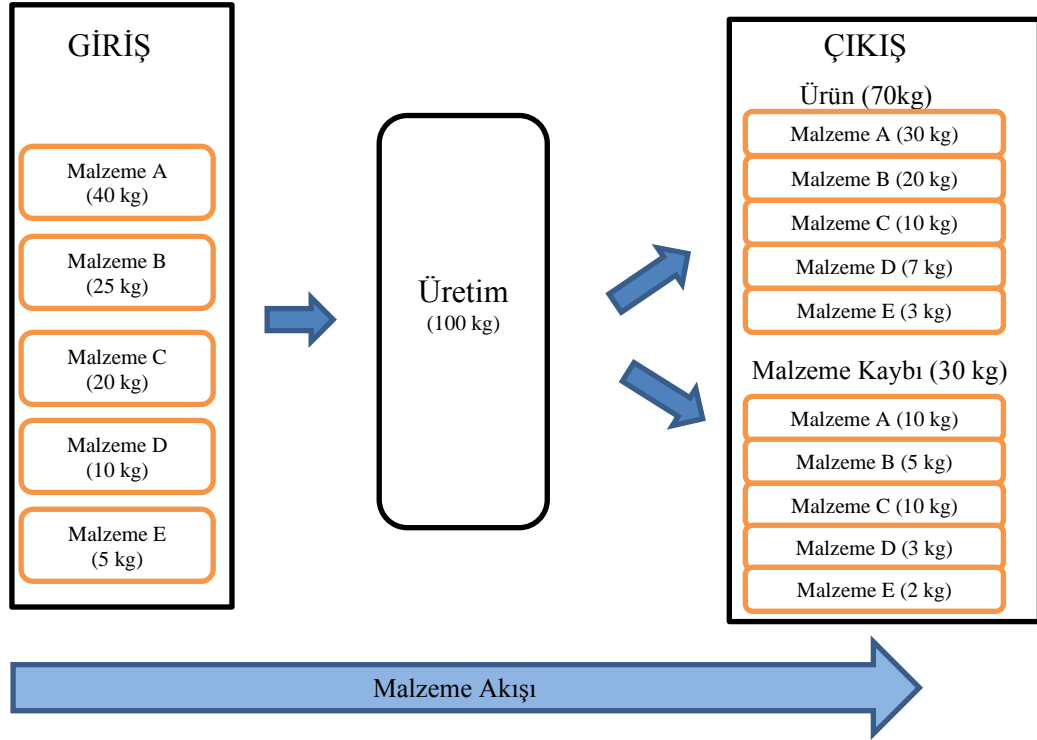 GİRİŞ
Malzeme A
(40 kg)
Malzeme B
(25 kg)
Malzeme C
(20 kg)
Malzeme D
(10 kg)
Malzeme E
(5 kg)
Üretim
(100 kg)
ÇIKIŞ
Ürün (70kg)
Malzeme A (30 kg)
Malzeme B (20 kg)
Malzeme C (10 kg)
Malzeme D (7 kg)
Malzeme E (3 kg)
Malzeme Kaybı (30 kg)
Malzeme A (10 kg)
Malzeme B (5 kg)
Malzeme C (10 kg)
Malzeme D (3 kg)
Malzeme E (2 kg)
Malzeme Akışı